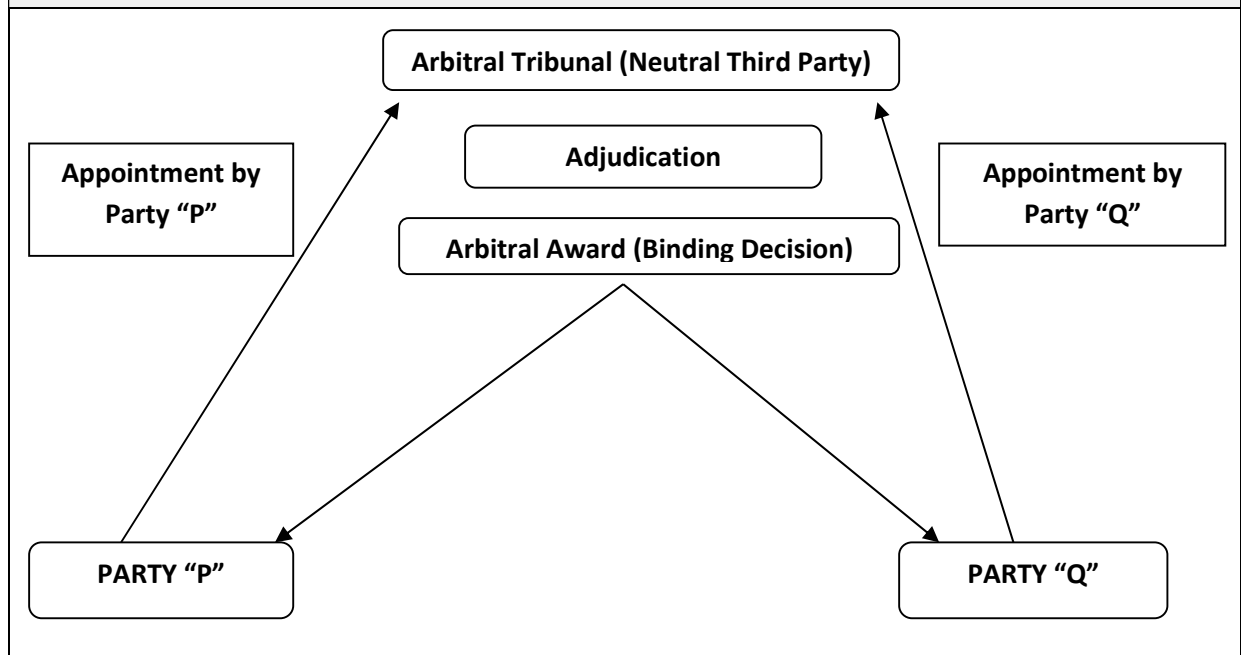 Arbitral Tribunal (Neutral Third Party)
Adjudication
Appointment by
Party “P”
Appointment by
Party “Q”
Arbitral Award (Binding Decision)
PARTY “P”
PARTY “Q”